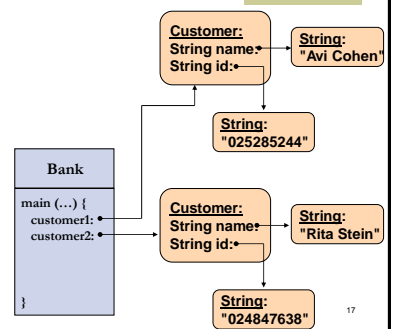 Customer:
String name:
String id:
String:
"Avi Cohen"
String:
"025285244"
Bank
main (...) {
customer1:
customer2:
}
Customer:
String name:
String id:
String:
"Rita Stein"
String:
"024847638"
17